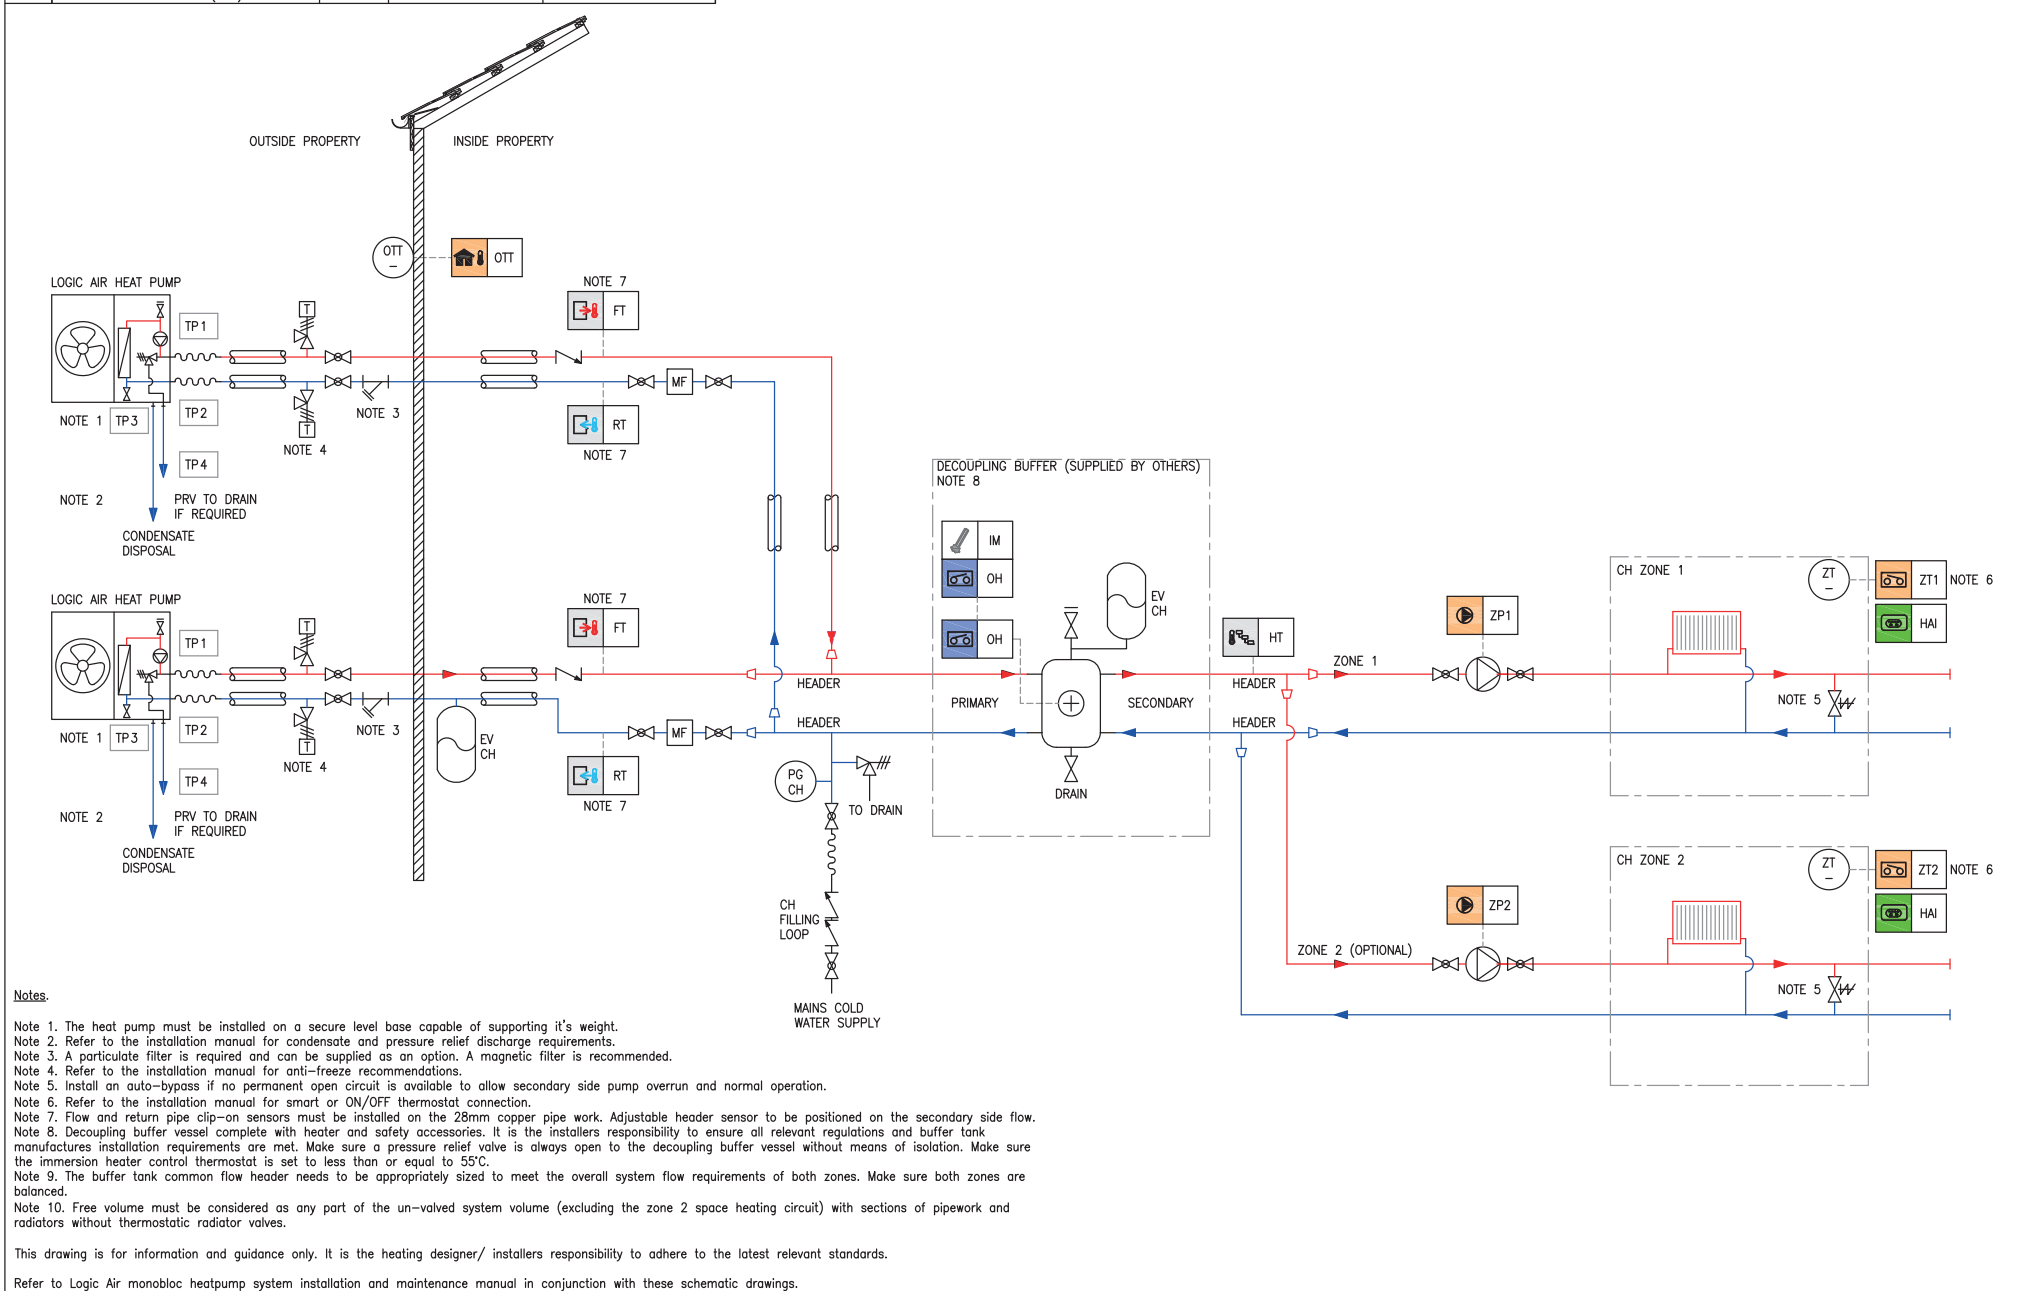 OUTSIDE PROPERTY
INSIDE PROPERTY
OTT
–
OTT
LOGIC AIR HEAT PUMP
TP1
TP2
TP3
TP4
NOTE 1
NOTE 2
PRV TO DRAIN
IF REQUIRED
CONDENSATE
DISPOSAL
T
T
NOTE 4
NOTE 3
NOTE 7
FT
MF
RT
NOTE 7
LOGIC AIR HEAT PUMP
TP1
TP2
TP3
TP4
NOTE 1
NOTE 2
PRV TO DRAIN
IF REQUIRED
CONDENSATE
DISPOSAL
T
T
NOTE 4
NOTE 3
EV
CH
NOTE 7
FT
MF
RT
NOTE 7
HEADER
HEADER
PG
CH
TO DRAIN
CH
FILLING
LOOP
MAINS COLD
WATER SUPPLY
DECOUPLING BUFFER (SUPPLIED BY OTHERS)
NOTE 8
IM
OH
OH
EV
CH
PRIMARY
SECONDARY
DRAIN
HT
HEADER
HEADER
ZONE 1
ZP1
CH ZONE 1
ZT
–
ZT1
NOTE 6
HAI
NOTE 5
ZONE 2 (OPTIONAL)
ZP2
CH ZONE 2
ZT
–
ZT2
NOTE 6
HAI
NOTE 5
Notes.
Note 1. The heat pump must be installed on a secure level base capable of supporting it's weight.
Note 2. Refer to the installation manual for condensate and pressure relief discharge requirements.
Note 3. A particulate filter is required and can be supplied as an option. A magnetic filter is recommended.
Note 4. Refer to the installation manual for anti-freeze recommendations.
Note 5. Install an auto-bypass if no permanent open circuit is available to allow secondary side pump overrun and normal operation.
Note 6. Refer to the installation manual for smart or ON/OFF thermostat connection.
Note 7. Flow and return pipe clip-on sensors must be installed on the 28mm copper pipe work. Adjustable header sensor to be positioned on the secondary side flow.
Note 8. Decoupling buffer vessel complete with heater and safety accessories. It is the installers responsibility to ensure all relevant regulations and buffer tank
manufactures installation requirements are met. Make sure a pressure relief valve is always open to the decoupling buffer vessel without means of isolation. Make sure
the immersion heater control thermostat is set to less than or equal to 55°C.
Note 9. The buffer tank common flow header needs to be appropriately sized to meet the overall system flow requirements of both zones. Make sure both zones are
balanced.
Note 10. Free volume must be considered as any part of the un-valved system volume (excluding the zone 2 space heating circuit) with sections of pipework and
radiators without thermostatic radiator valves.
This drawing is for information and guidance only. It is the heating designer/ installers responsibility to adhere to the latest relevant standards.
Refer to Logic Air monobloc heatpump system installation and maintenance manual in conjunction with these schematic drawings.